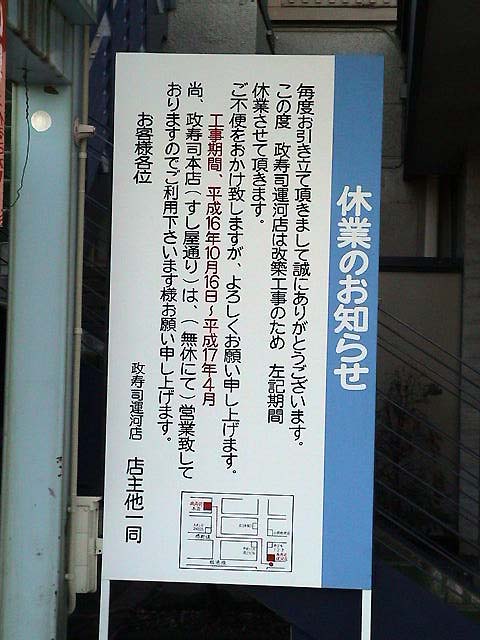 休業のお知らせ
毎度お引き立て頂きまして誠にありがとうございます。
この度　政寿司運河店は改築工事のため　左記期間
休業させて頂きます。
ご不便をおかけ致しますが、よろしくお願い申し上げます。
工事期間、平成16年10月16日～平成17年4月
尚、政寿司本店(すし屋通り)は、(無休にて)営業致して
おりますのでご利用下さいます様お願い申し上げます。
お客様各位
政寿司運河店　店主他一同